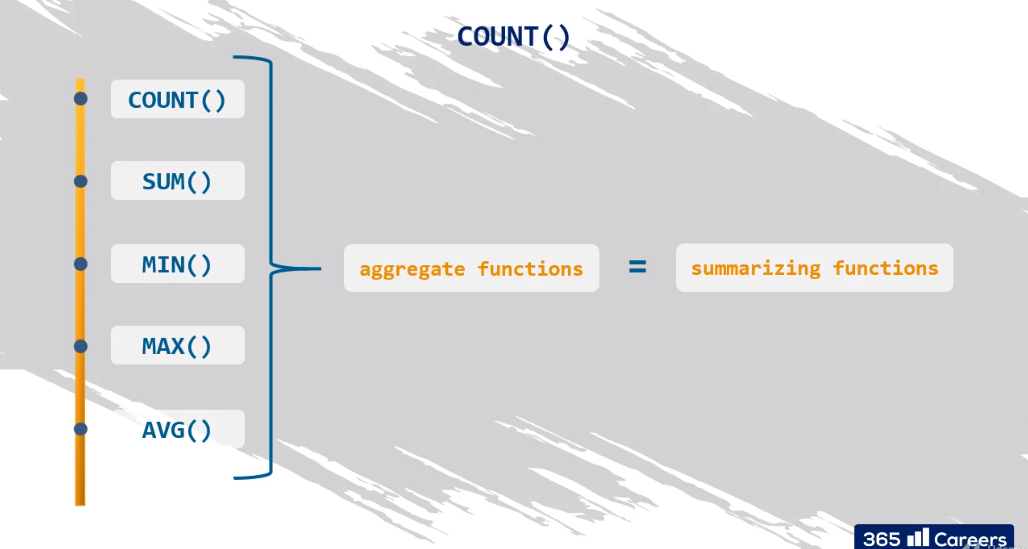 COUNT()
COUNT()
SUM()
MIN()
MAX()
AVG()
aggregate functions = summarizing functions
365 Careers